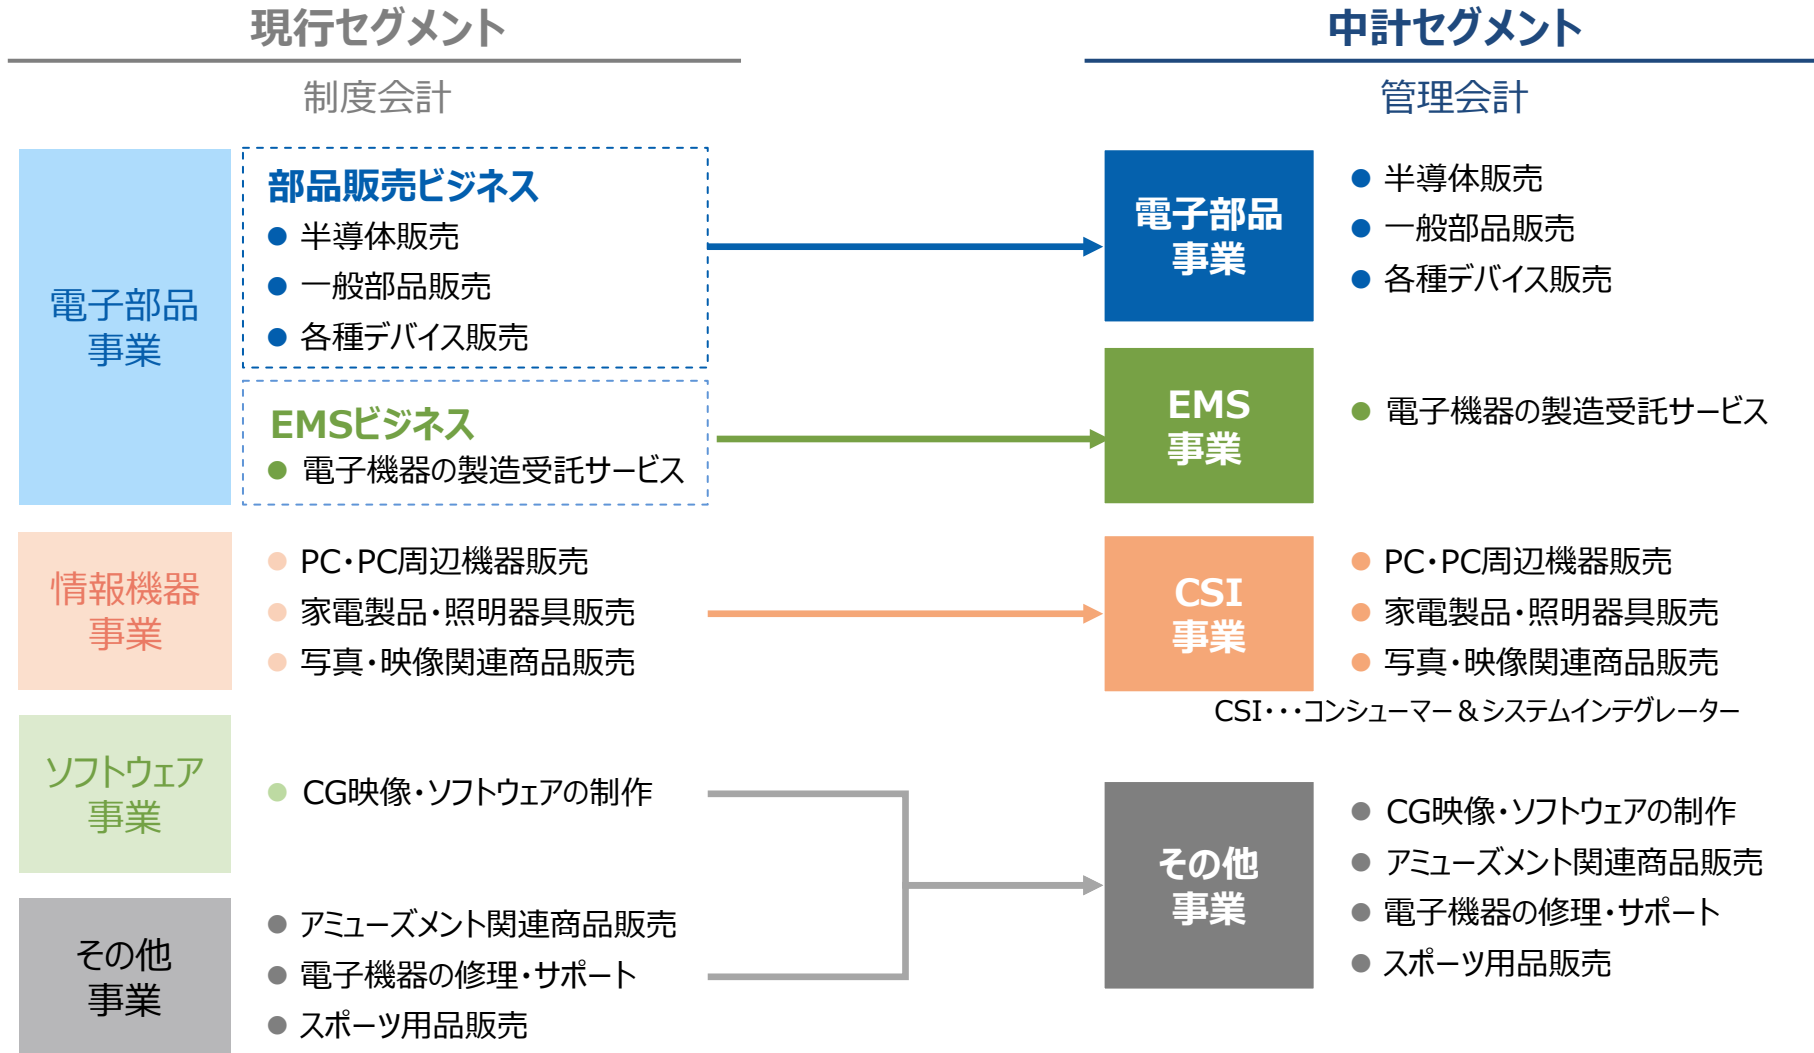 現行セグメント
制度会計
電子部品
事業
部品販売ビジネス
● 半導体販売
● 一般部品販売
● 各種デバイス販売
EMSビジネス
● 電子機器の製造受託サービス
情報機器
事業
● PC・PC周辺機器販売
● 家電製品・照明器具販売
● 写真・映像関連商品販売
ソフトウェア
事業
● CG映像・ソフトウェアの制作
その他
事業
● アミューズメント関連商品販売
● 電子機器の修理・サポート
● スポーツ用品販売
中計セグメント
管理会計
電子部品
事業
● 半導体販売
● 一般部品販売
● 各種デバイス販売
EMS
事業
● 電子機器の製造受託サービス
CSI
事業
● PC・PC周辺機器販売
● 家電製品・照明器具販売
● 写真・映像関連商品販売
CSI・・・コンシューマー＆システムインテグレーター
その他
事業
● CG映像・ソフトウェアの制作
● アミューズメント関連商品販売
● 電子機器の修理・サポート
● スポーツ用品販売